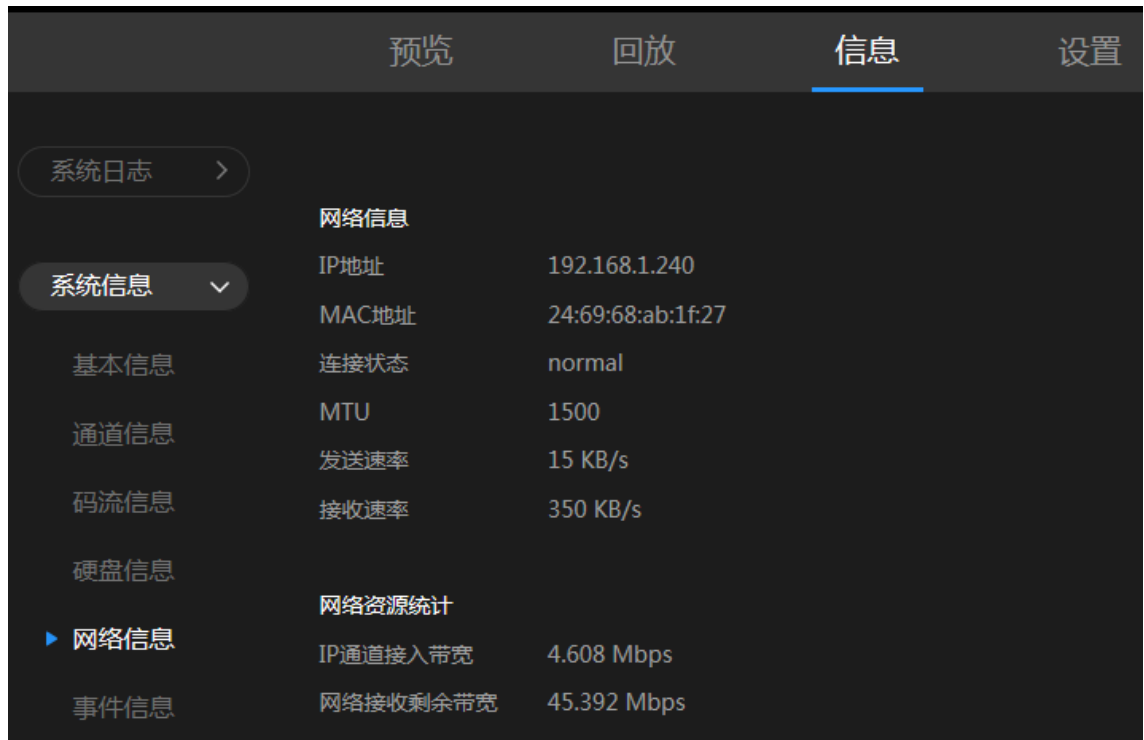 预览 回放 信息 设置
系统日志
系统信息
基本信息
通道信息
码流信息
硬盘信息
网络信息
事件信息
网络信息
IP地址 192.168.1.240
MAC地址 24:69:68:ab:1f:27
连接状态 normal
MTU 1500
发送速率 15 KB/s
接收速率 350 KB/s
网络资源统计
IP通道接入带宽 4.608 Mbps
网络接收剩余带宽 45.392 Mbps